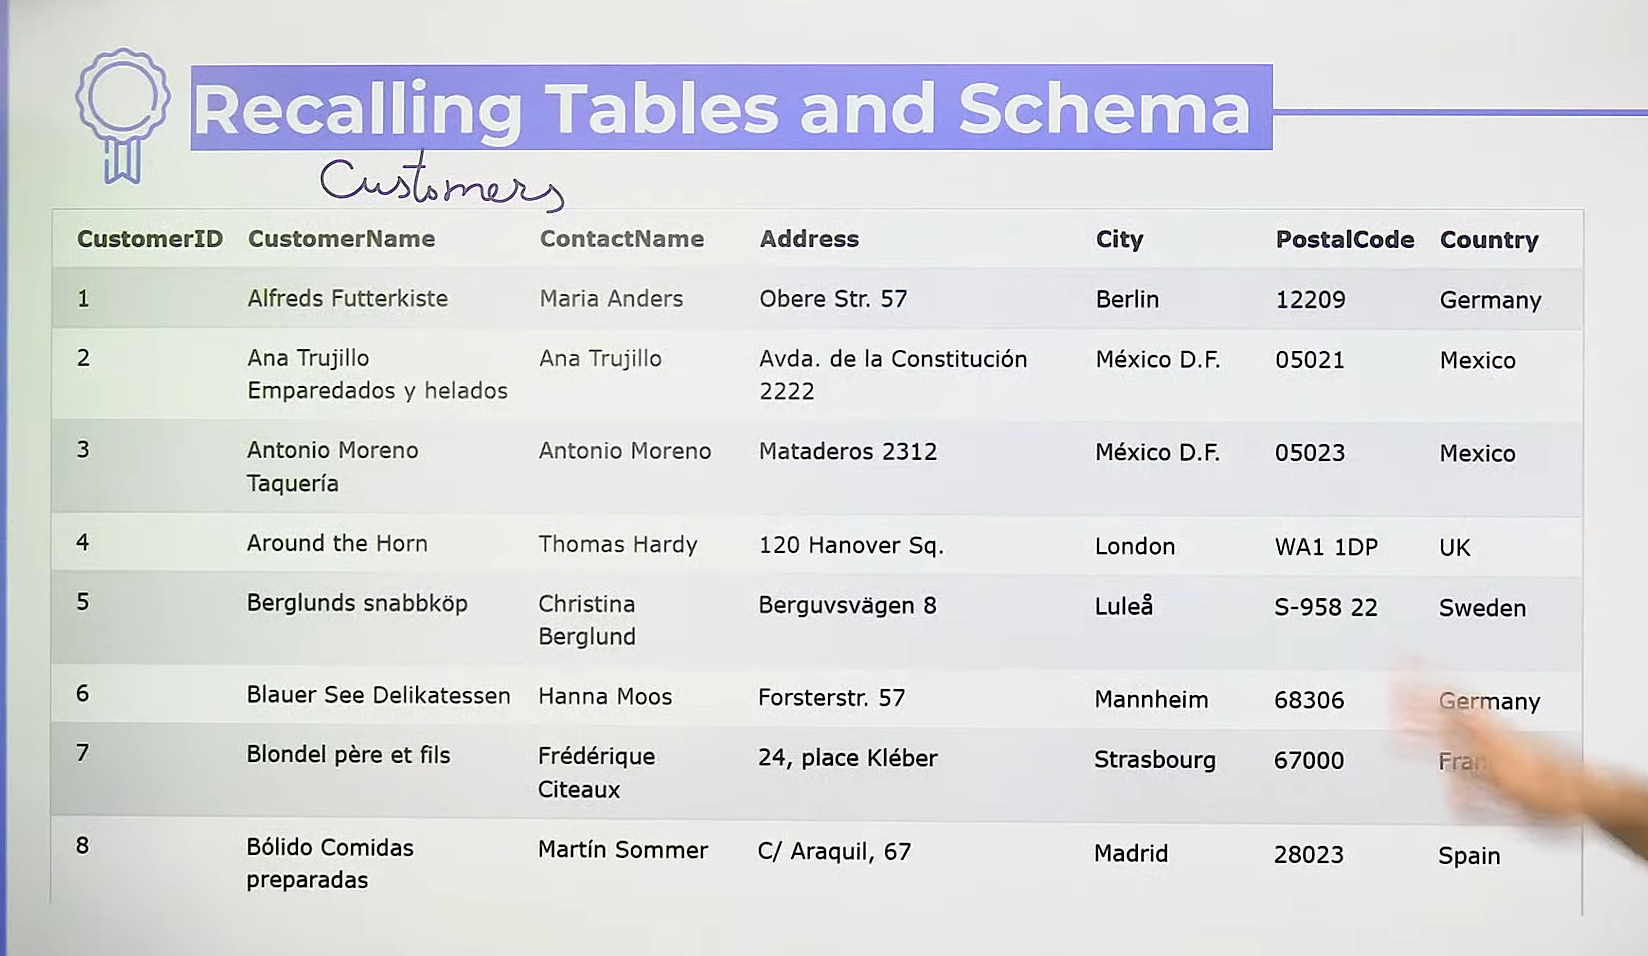 Recalling Tables and Schema
Customers
CustomerID CustomerName ContactName Address City PostalCode Country
1 Alfreds Futterkiste Maria Anders Obere Str. 57 Berlin 12209 Germany
2 Ana Trujillo Ana Trujillo Avda. de la Constitución México D.F. 05021 Mexico
Emparedados y helados 2222
3 Antonio Moreno Antonio Moreno Mataderos 2312 México D.F. 05023 Mexico
Taquería
4 Around the Horn Thomas Hardy 120 Hanover Sq. London WA1 1DP UK
5 Berglunds snabbköp Christina Berguvsvägen 8 Luleå S-958 22 Sweden
Berglund
6 Blauer See Delikatessen Hanna Moos Forsterstr. 57 Mannheim 68306 Germany
7 Blondel père et fils Frédérique 24, place Kléber Strasbourg 67000
Citeaux
8 Bólido Comidas Martín Sommer C/ Araquil, 67 Madrid 28023 Spain
preparadas